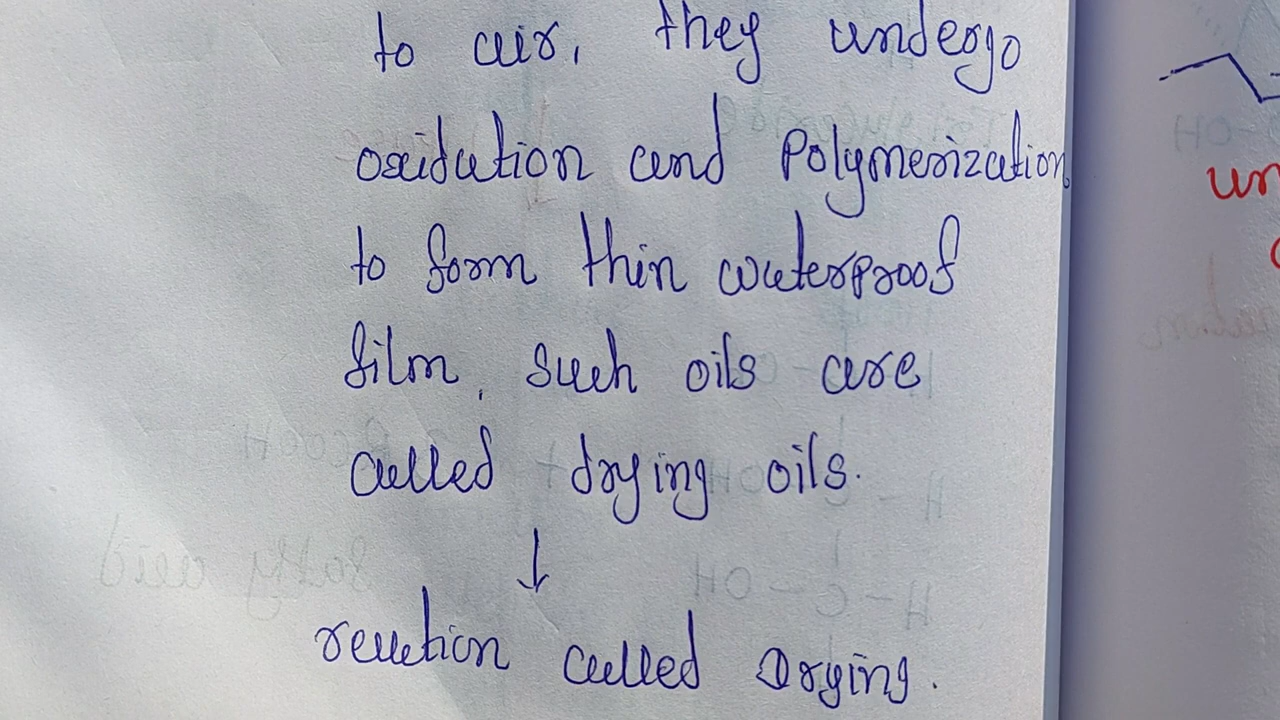 to air, they undergo
oxidation and Polymerization
to form thin waterproof
film, such oils are
called drying oils.
↓
reaction called Drying.
un